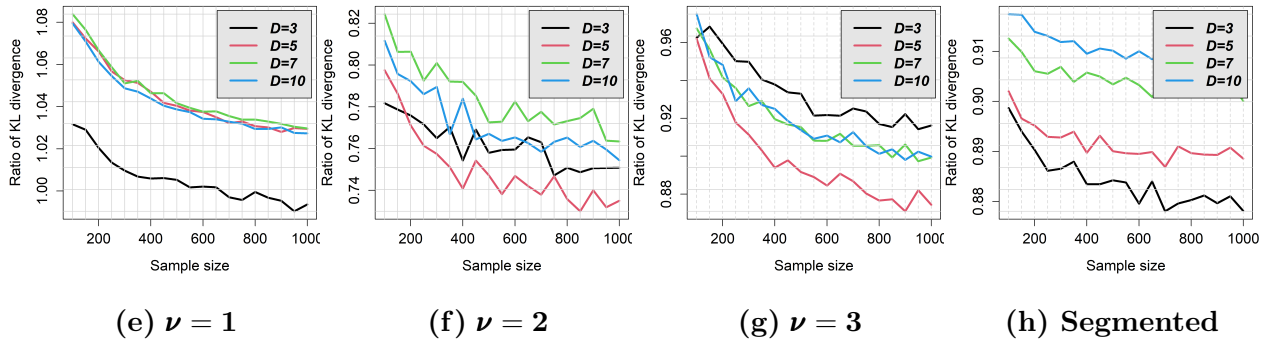 Ratio of KL divergence
1.00 1.02 1.04 1.06 1.08
D=3
D=5
D=7
D=10
200 400 600 800 1000
Sample size
(e) ν = 1
Ratio of KL divergence
0.74 0.76 0.78 0.80 0.82
D=3
D=5
D=7
D=10
200 400 600 800 1000
Sample size
(f) ν = 2
Ratio of KL divergence
0.88 0.92 0.96
D=3
D=5
D=7
D=10
200 400 600 800 1000
Sample size
(g) ν = 3
Ratio of KL divergence
0.88 0.89 0.90 0.91
D=3
D=5
D=7
D=10
200 400 600 800 1000
Sample size
(h) Segmented